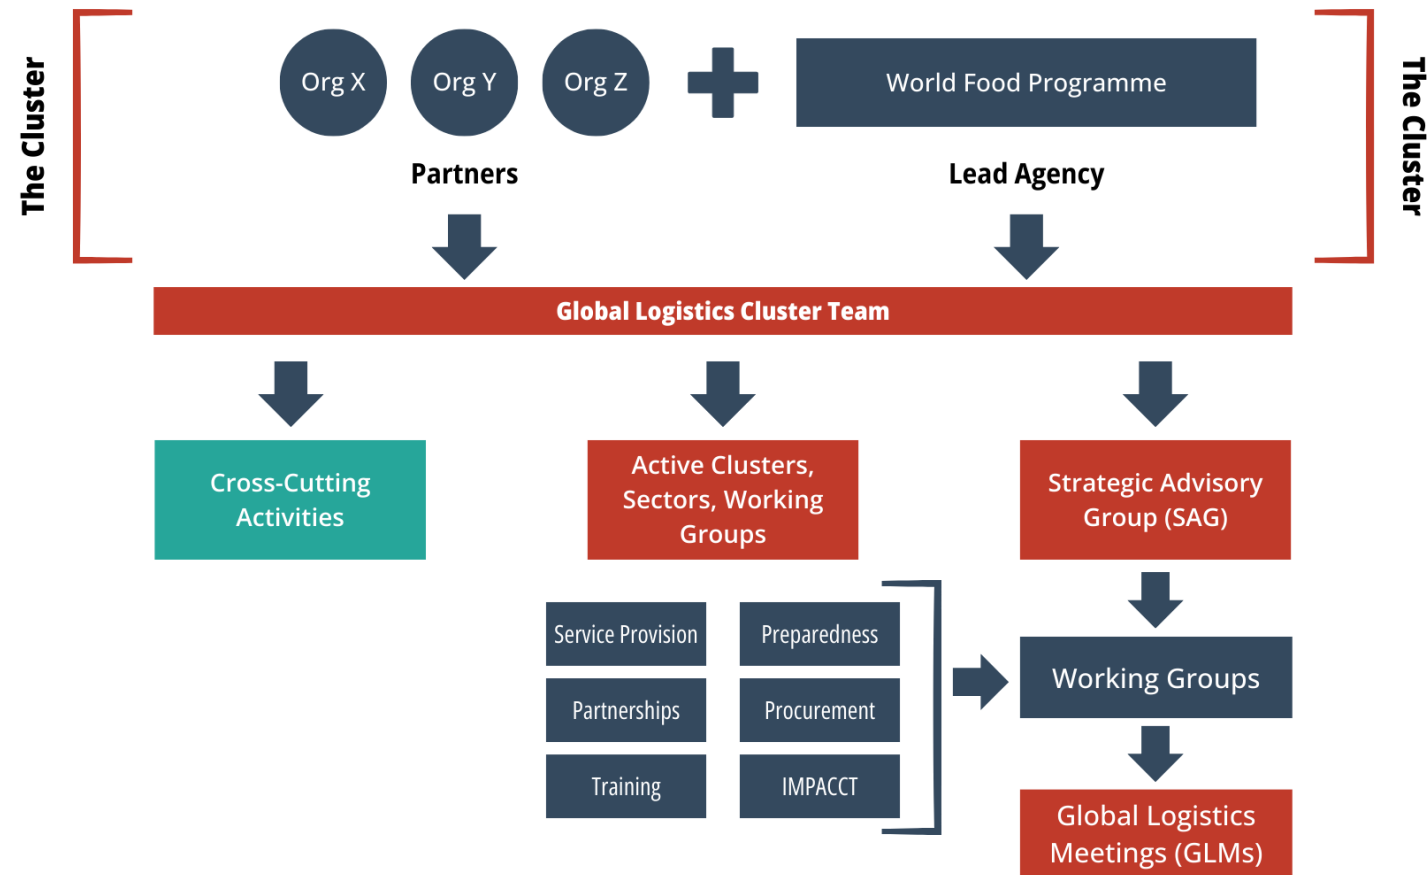 The Cluster
Org X
Org Y
Org Z
World Food Programme
The Cluster
Partners
Lead Agency
Global Logistics Cluster Team
Cross-Cutting
Activities
Active Clusters,
Sectors, Working
Groups
Strategic Advisory
Group (SAG)
Service Provision
Preparedness
Partnerships
Procurement
Training
IMPACCT
Working Groups
Global Logistics
Meetings (GLMs)